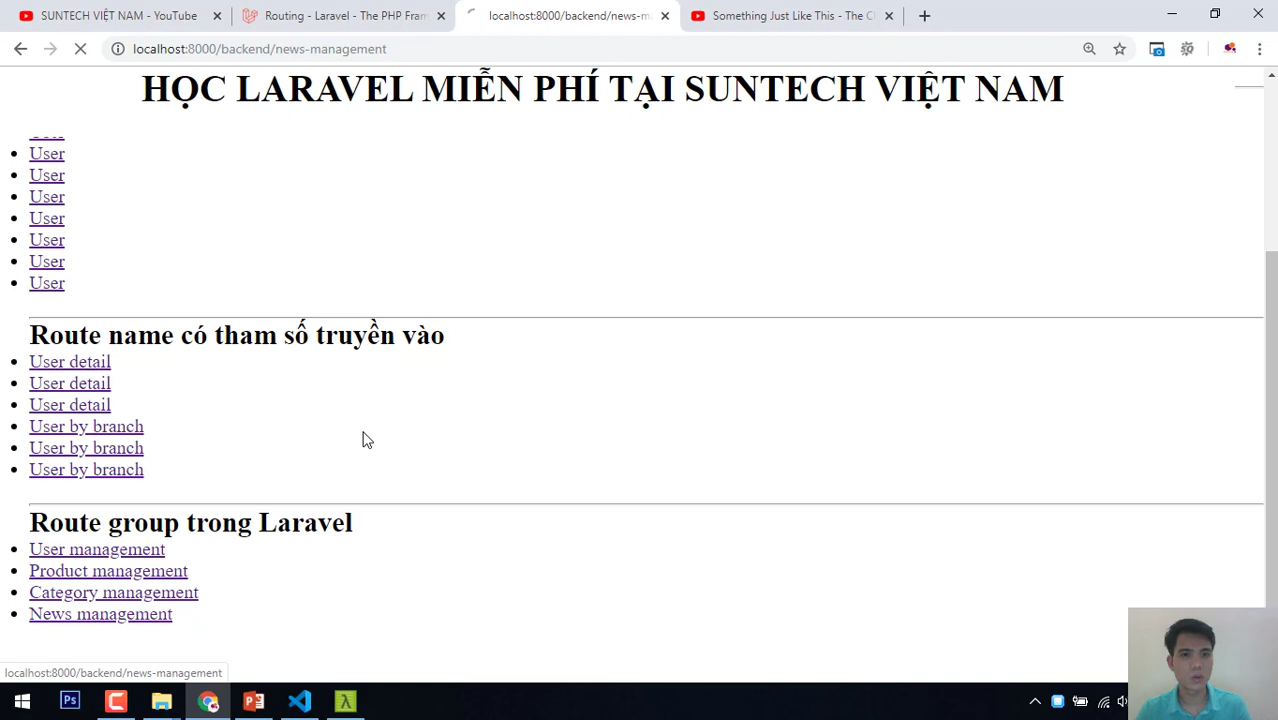 SUNTECH VIỆT NAM - YouTube
Routing - Laravel - The PHP Fram
localhost:8000/backend/news-m
Something Just Like This - The C
localhost:8000/backend/news-management
HỌC LARAVEL MIỄN PHÍ TẠI SUNTECH VIỆT NAM
User
User
User
User
User
User
User
Route name có tham số truyền vào
User detail
User detail
User detail
User by branch
User by branch
User by branch
Route group trong Laravel
User management
Product management
Category management
News management
localhost:8000/backend/news-management
Ps